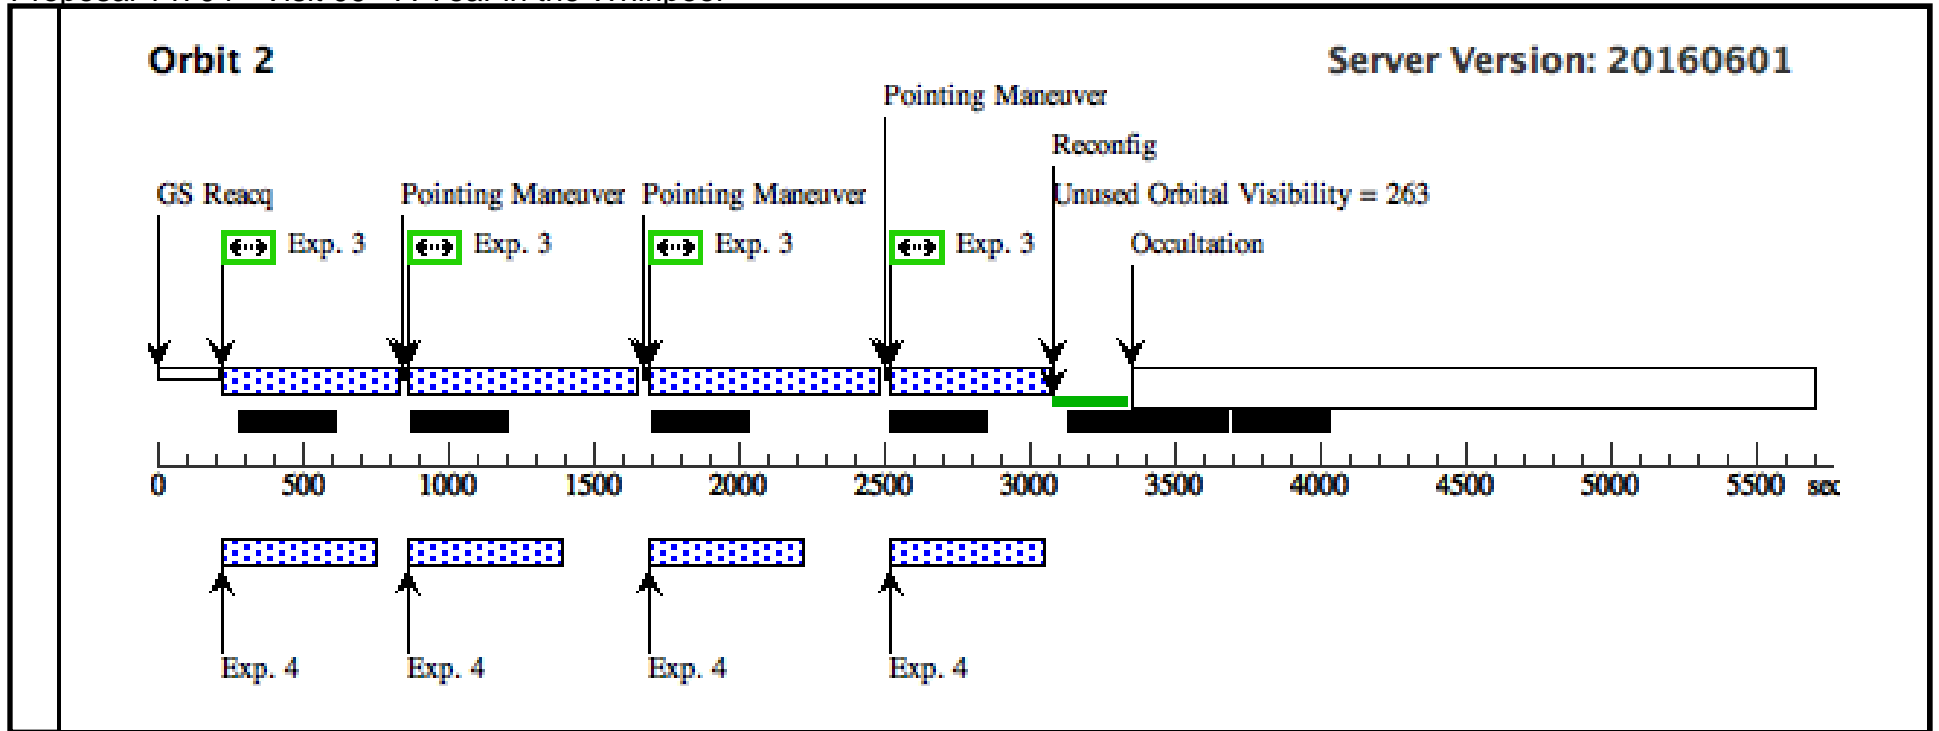 Orbit 2
Server Version: 20160601
Pointing Maneuver
Reconfig
GS Reacq
Pointing Maneuver
Pointing Maneuver
Unused Orbital Visibility = 263
Exp. 3
Exp. 3
Exp. 3
Exp. 3
Occultation
0 500 1000 1500 2000 2500 3000 3500 4000 4500 5000 5500 sec
Exp. 4
Exp. 4
Exp. 4
Exp. 4